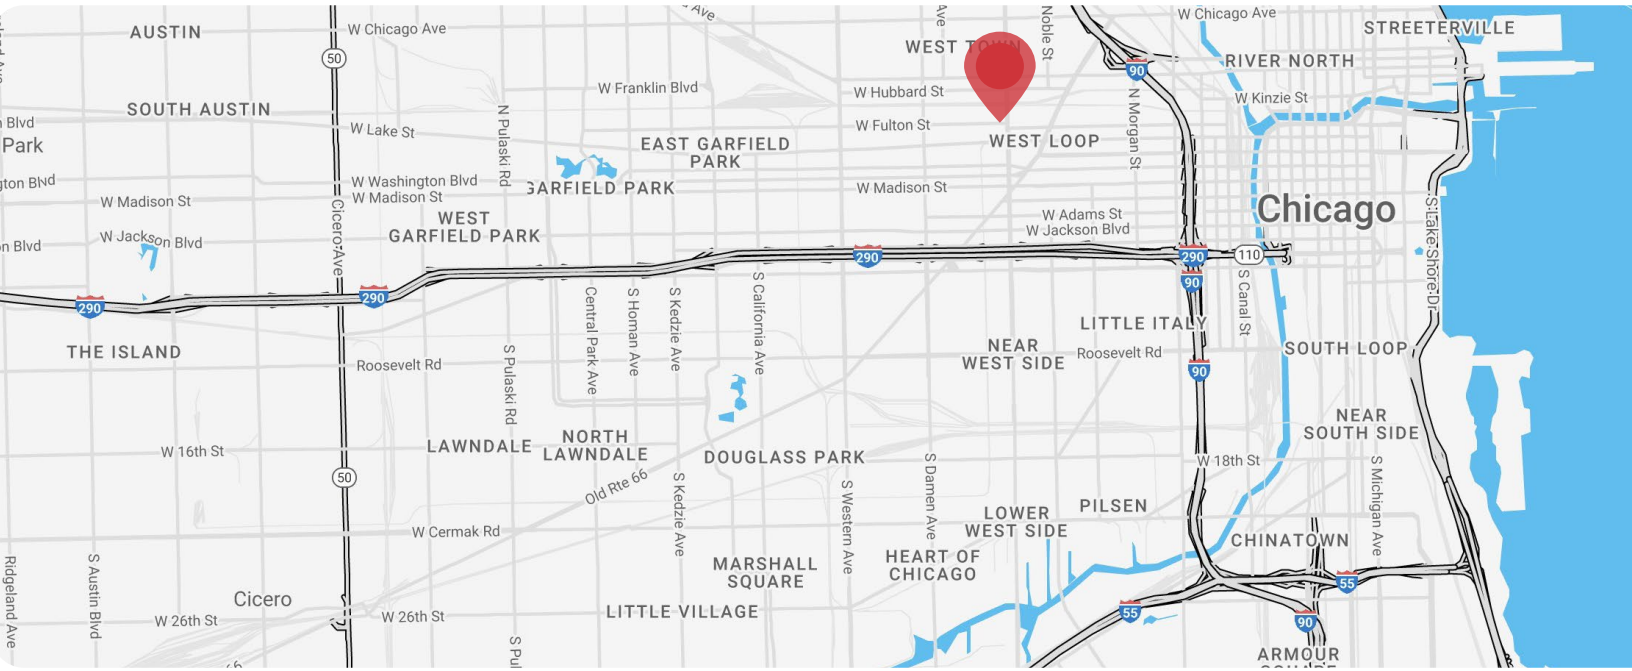 Ave
Ave
W Chicago Ave
STREETERVILLE
AUSTIN
W Chicago Ave
Noble St
WEST TOWN
50
RIVER NORTH
90
W Franklin Blvd
W Hubbard St
W Kinzie St
SOUTH AUSTIN
Blvd
W Lake St
N Pulaski Rd
W Fulton St
N Morgan St
Park
EAST GARFIELD
PARK
WEST LOOP
W Washington Blvd
W Madison St
GARFIELD PARK
W Madison St
W Madison St
Chicago
WEST
GARFIELD PARK
W Adams St
W Jackson Blvd
S Lake Shore Dr
Cicero Ave
W Jackson Blvd
Blvd
290
290
110
290
290
90
S Canal St
S California Ave
Central Park Ave
S Homan Ave
S Kedzie Ave
LITTLE ITALY
THE ISLAND
Roosevelt Rd
S Pulaski Rd
NEAR
WEST SIDE
Roosevelt Rd
SOUTH LOOP
90
NEAR
SOUTH SIDE
W 16th St
LAWNDALE
NORTH
LAWNDALE
DOUGLASS PARK
W 18th St
50
Old Rte 66
S Kedzie Ave
S Western Ave
S Damen Ave
S Michigan Ave
PILSEN
LOWER
WEST SIDE
W Cermak Rd
CHINATOWN
MARSHALL
SQUARE
HEART OF
CHICAGO
55
Ridgeland Ave
S Austin Blvd
Cicero
W 26th St
W 26th St
LITTLE VILLAGE
55
90
S Pul
ARMOUR